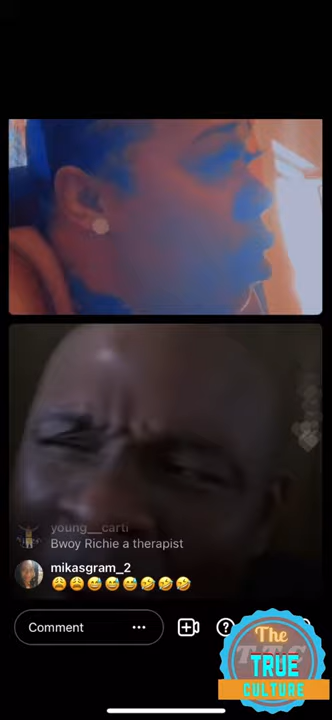 young__carti
Bwoy Richie a therapist
mikasgram_2
😩😩😅😅😅🤣🤣🤣
Comment
The
T.T.C
TRUE
CULTURE